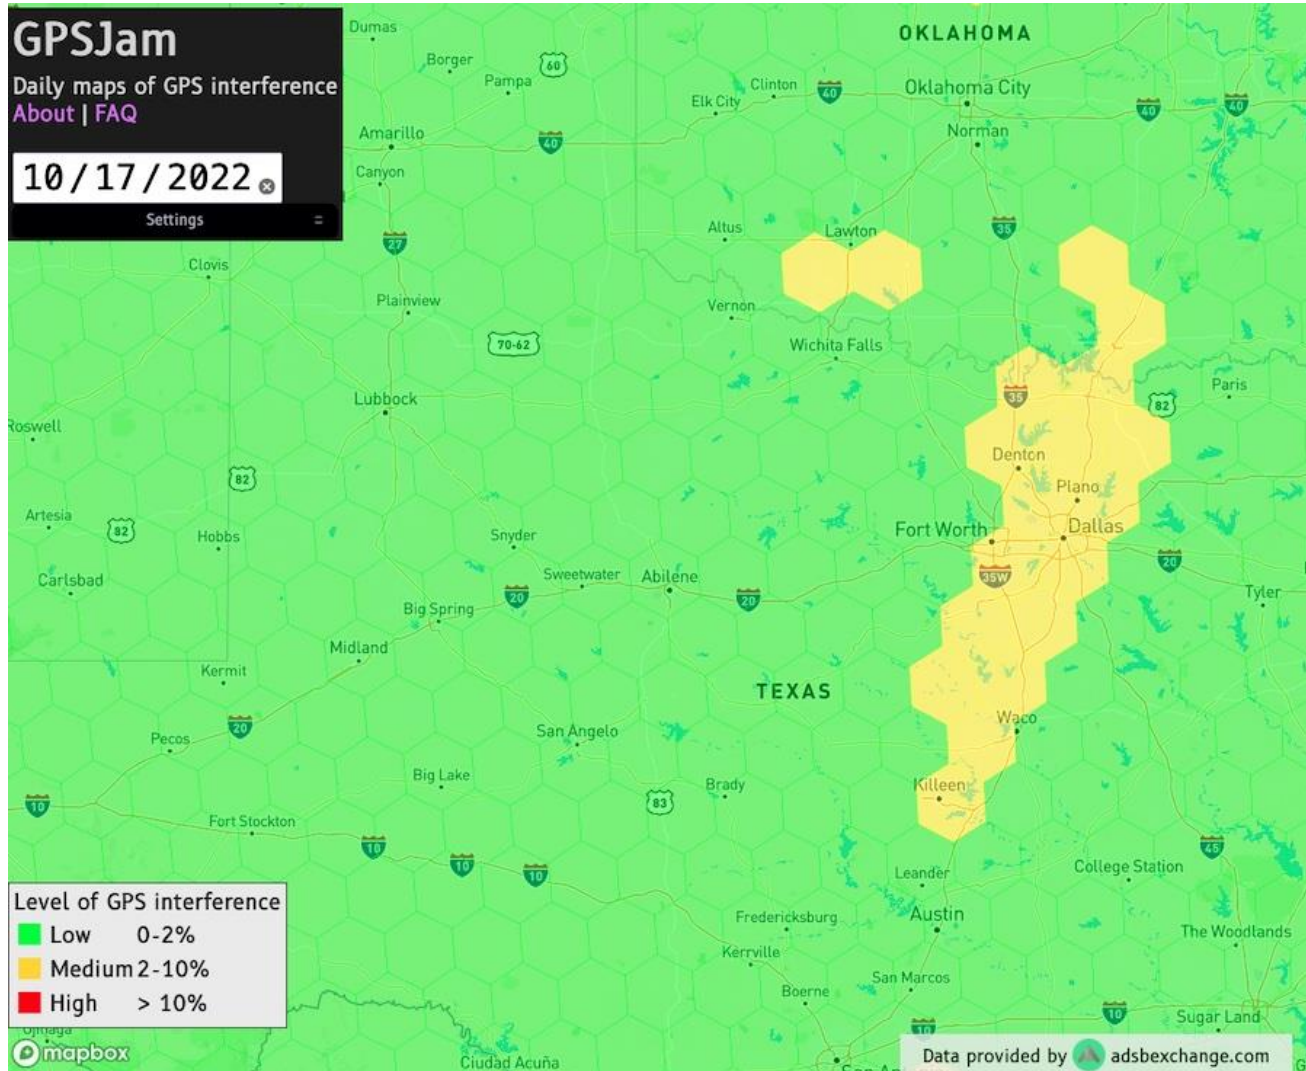 GPSJam
Daily maps of GPS interference
About | FAQ
10/17/2022
Settings
OKLAHOMA
Dumas
Borger
60
Pampa
Clinton
40
Oklahoma City
Elk City
40
40
Amarillo
40
Norman
Canyon
Altus
Lawton
35
27
Clovis
Plainview
Vernon
70-62
Wichita Falls
Paris
Lubbock
35
82
Roswell
Denton
82
Plano
Artesia
82
Hobbs
Snyder
Fort Worth
Dallas
20
Carlsbad
Sweetwater
Abilene
35W
20
20
Tyler
Big Spring
Midland
Kermit
TEXAS
20
Waco
Pecos
San Angelo
Big Lake
Brady
Killeen
10
83
Fort Stockton
10
10
10
45
Leander
College Station
Austin
Fredericksburg
The Woodlands
Kerrville
San Marcos
Boerne
10
Sugar Land
10
Level of GPS interference
Low 0-2%
Medium 2-10%
High > 10%
Ojinaga
mapbox
Ciudad Acuña
Data provided by adsbexchange.com